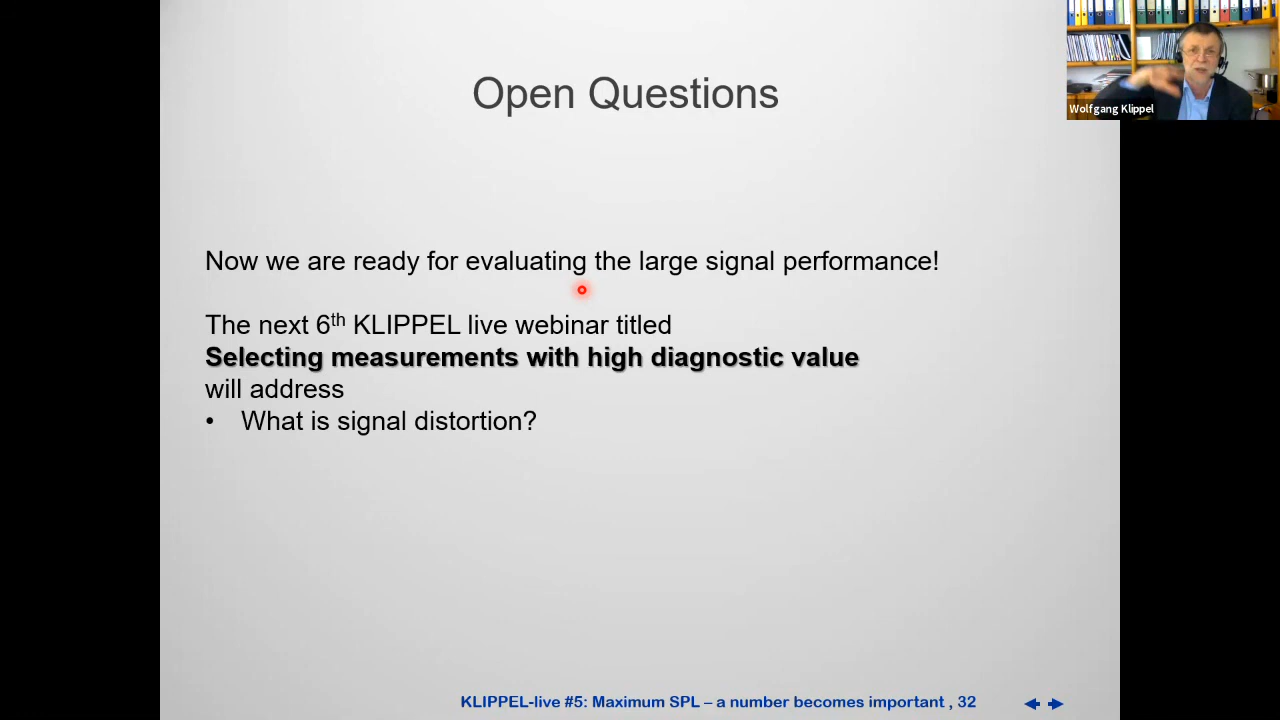 Open Questions
Wolfgang Klippel
Now we are ready for evaluating the large signal performance!
The next 6th KLIPPEL live webinar titled
Selecting measurements with high diagnostic value
will address
• What is signal distortion?
KLIPPEL-live #5: Maximum SPL – a number becomes important , 32